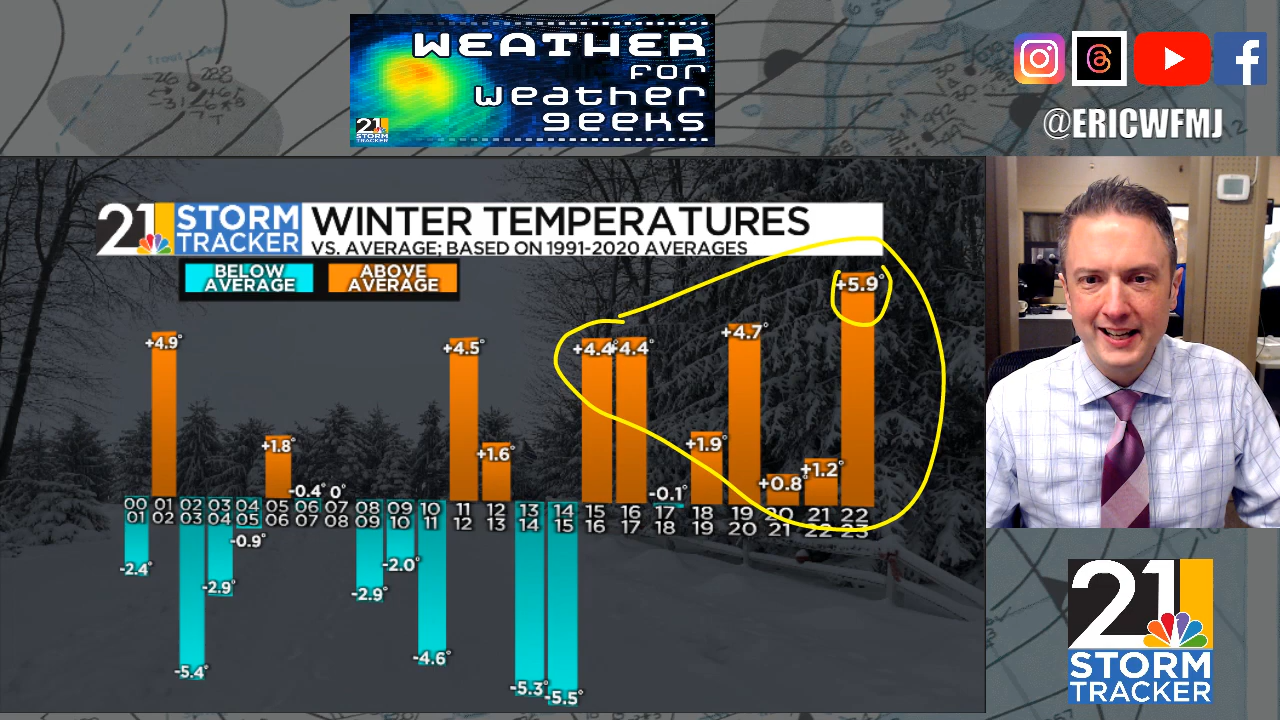 WEATHER
FOR
WEATHER
GEEKS
21
STORM
TRACKER
@ERICWFMJ
21 STORM TRACKER
WINTER TEMPERATURES
VS. AVERAGE; BASED ON 1991-2020 AVERAGES
BELOW AVERAGE
ABOVE AVERAGE
+5.9°
+4.9°
+4.5°
+4.4°
+4.4°
+4.7°
+1.8°
+1.6°
+1.9°
+0.8°
+1.2°
-0.4°
0°
-0.1°
00 01 02 03 04 05 06 07 08 09 10 11 12 13 14 15 16 17 18 19 20 21 22
01 02 03 04 05 06 07 08 09 10 11 12 13 14 15 16 17 18 19 20 21 22 23
-2.4°
-5.4°
-2.9°
-0.9°
-2.9°
-2.0°
-4.6°
-5.3°
-5.5°
21
STORM
TRACKER